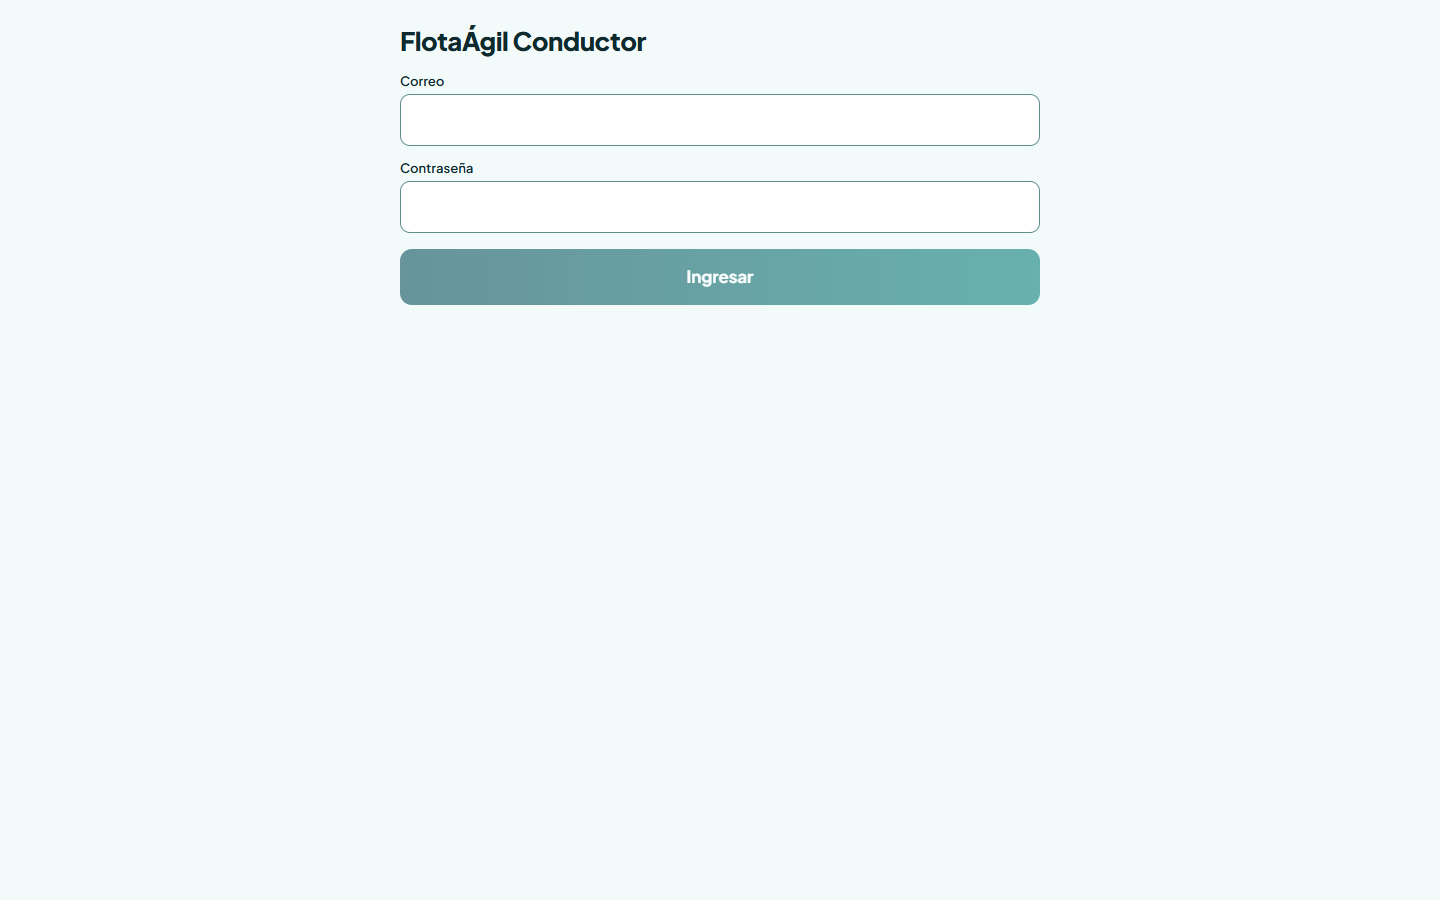 FlotaÁgil Conductor
Correo
Contraseña
Ingresar